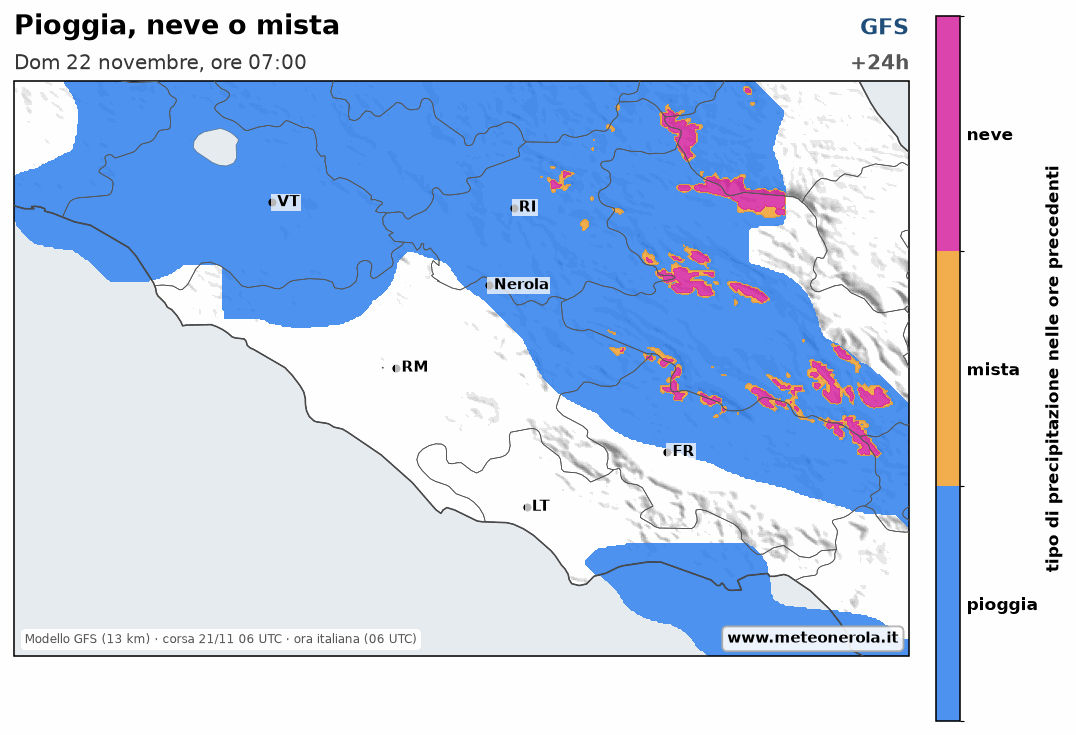 Pioggia, neve o mista
GFS
Dom 22 novembre, ore 07:00
+24h
neve
mista
pioggia
tipo di precipitazione nelle ore precedenti
VT
RI
Nerola
RM
FR
LT
Modello GFS (13 km) · corsa 21/11 06 UTC · ora italiana (06 UTC)
www.meteonerola.it